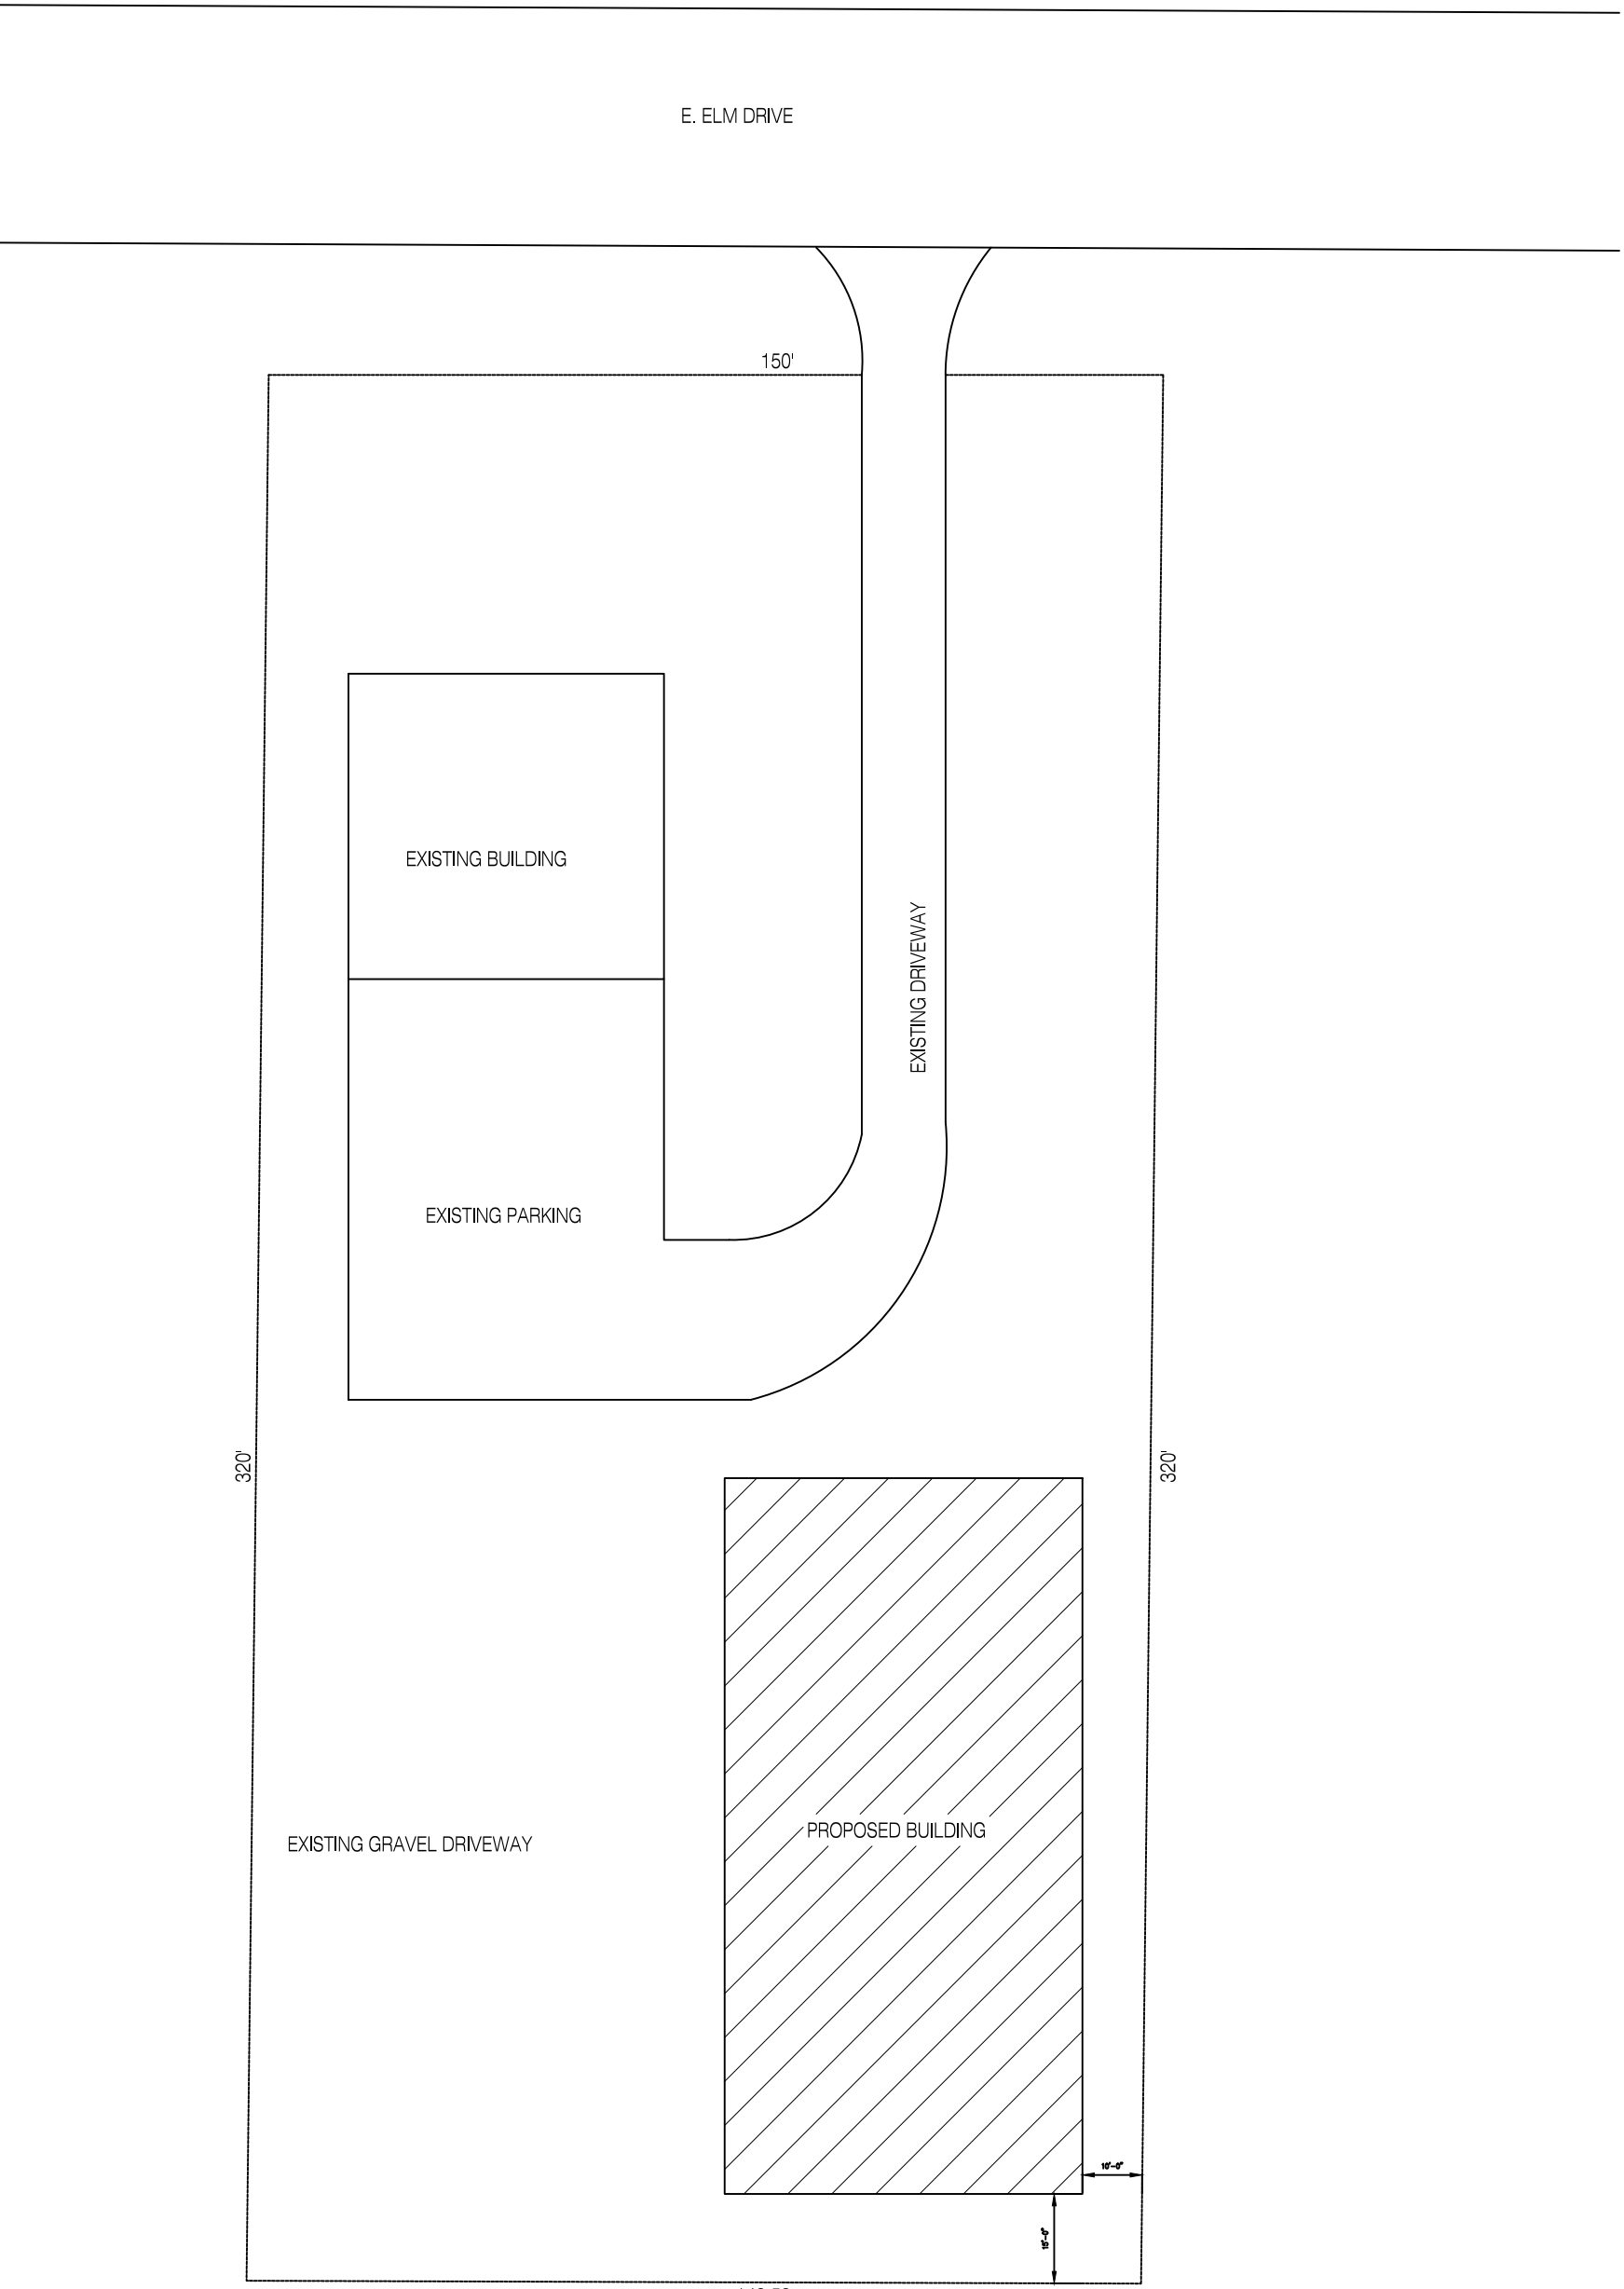 E. ELM DRIVE
150'
EXISTING BUILDING
EXISTING DRIVEWAY
EXISTING PARKING
320'
320'
PROPOSED BUILDING
EXISTING GRAVEL DRIVEWAY
10'-0"
15'-0"